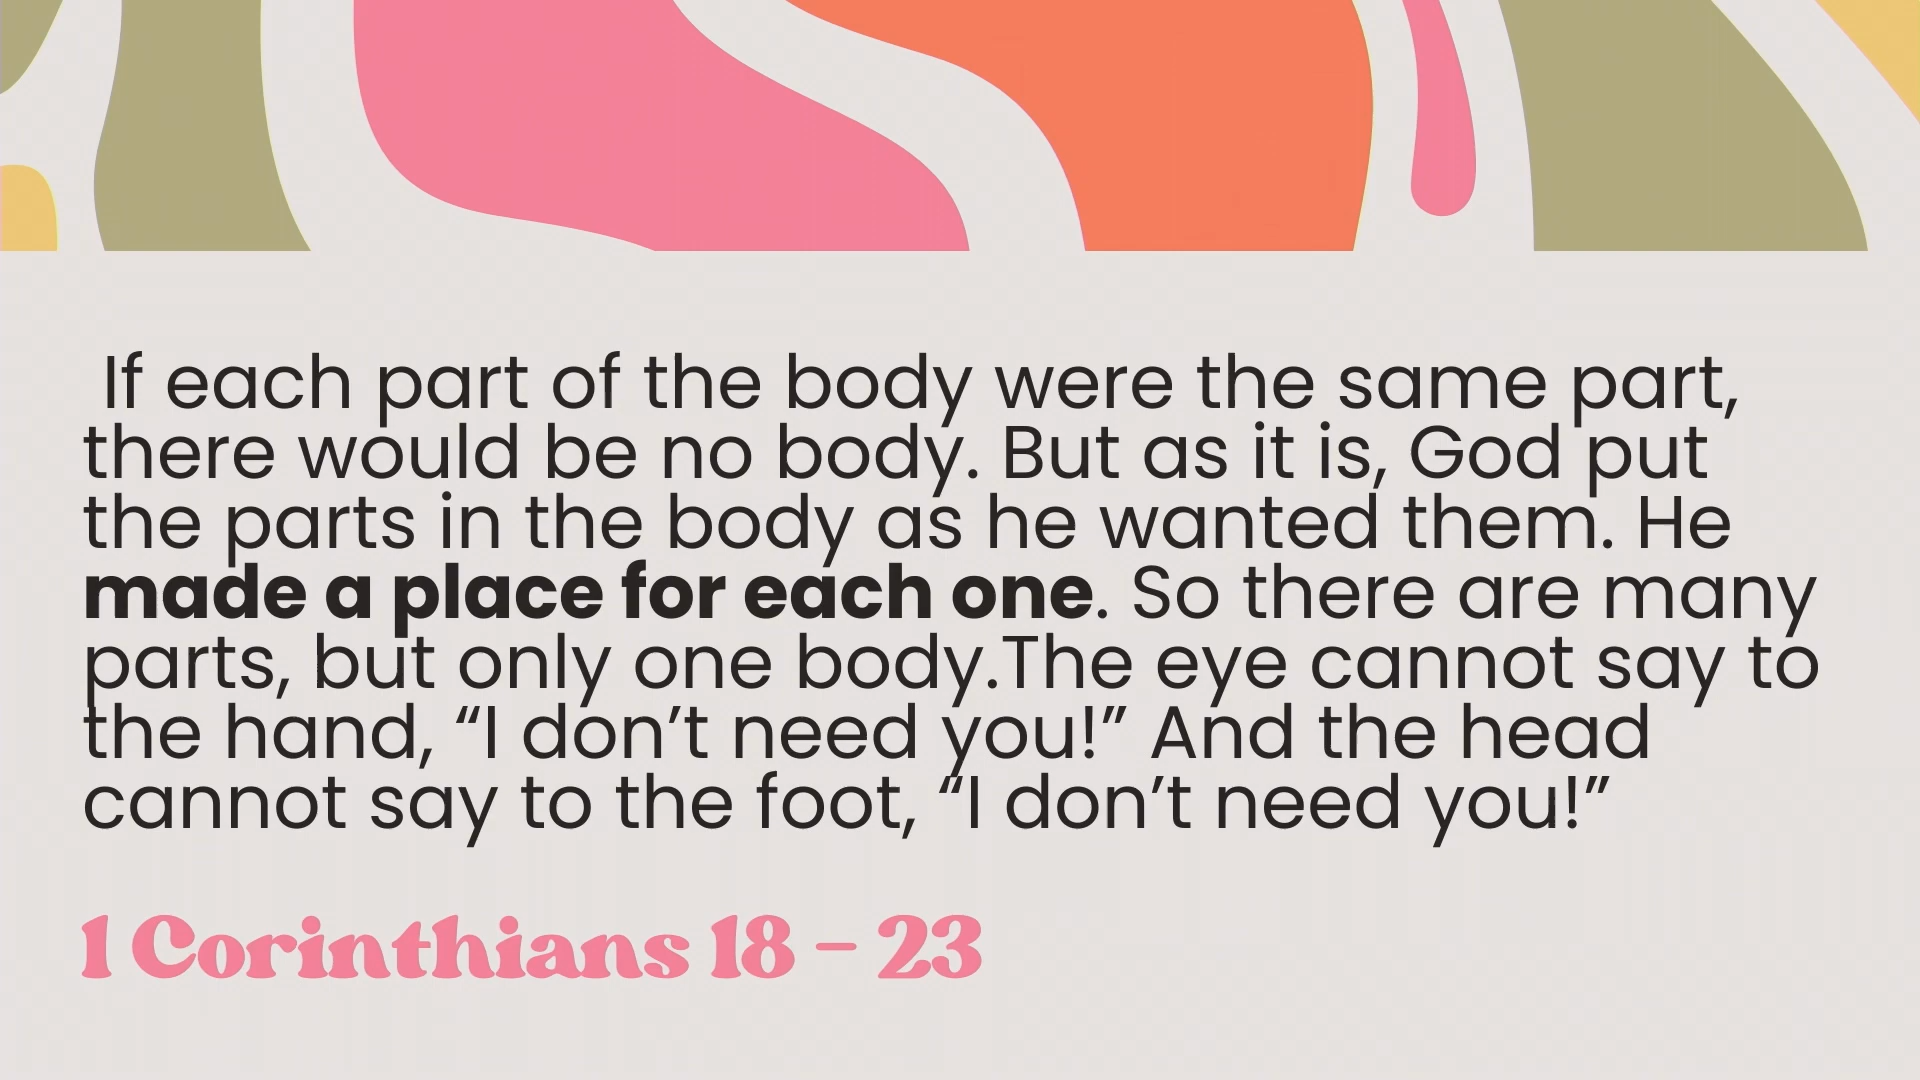 If each part of the body were the same part,
there would be no body. But as it is, God put
the parts in the body as he wanted them. He
made a place for each one. So there are many
parts, but only one body.The eye cannot say to
the hand, “I don’t need you!” And the head
cannot say to the foot, “I don’t need you!”
1 Corinthians 18 – 23